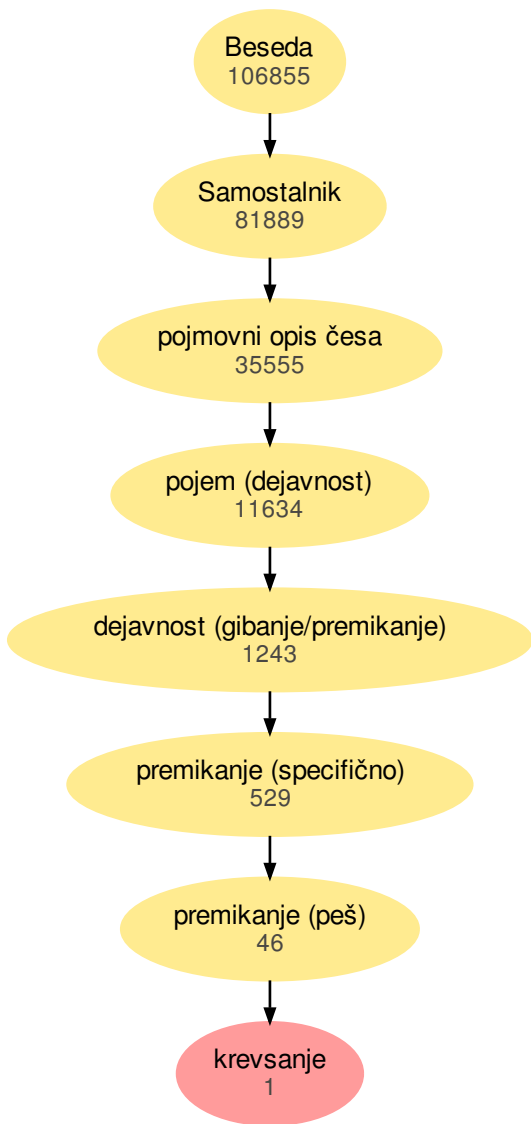 Beseda
106855
Samostalnik
81889
pojmovni opis česa
35555
pojem (dejavnost)
11634
dejavnost (gibanje/premikanje)
1243
premikanje (specifično)
529
premikanje (peš)
46
krevsanje
1